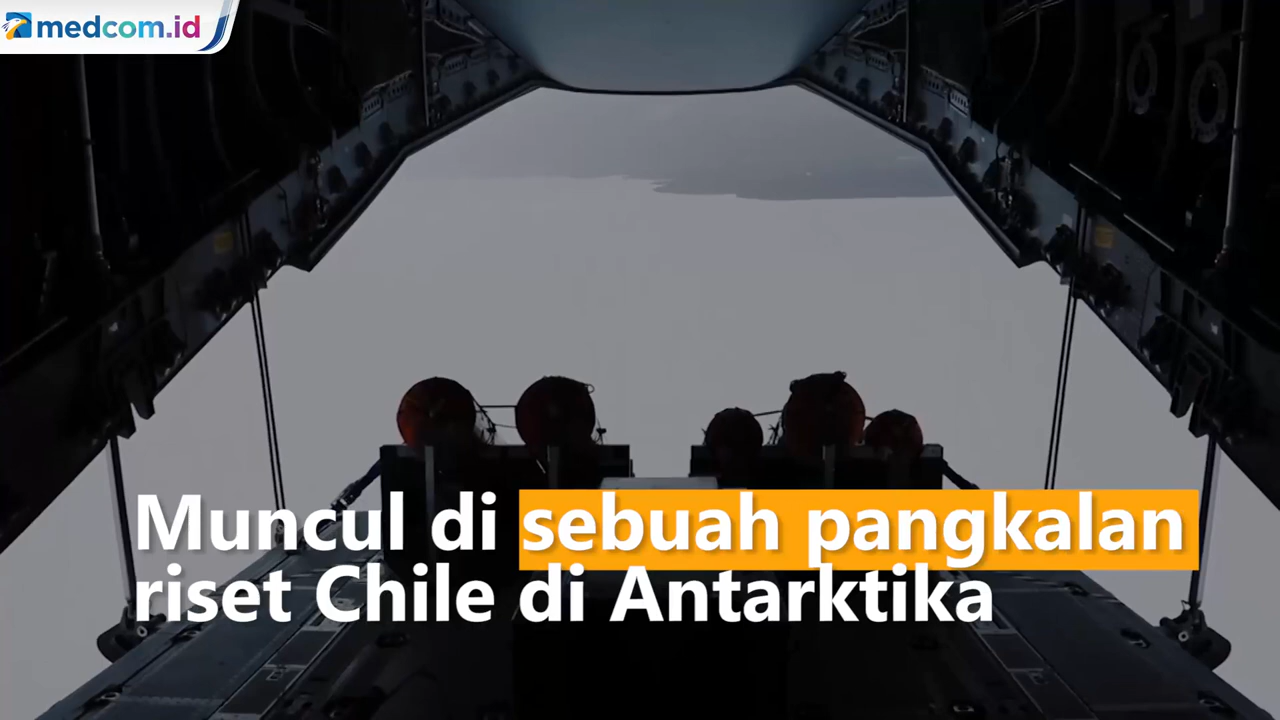 medcom.id
Muncul di sebuah pangkalan
riset Chile di Antarktika